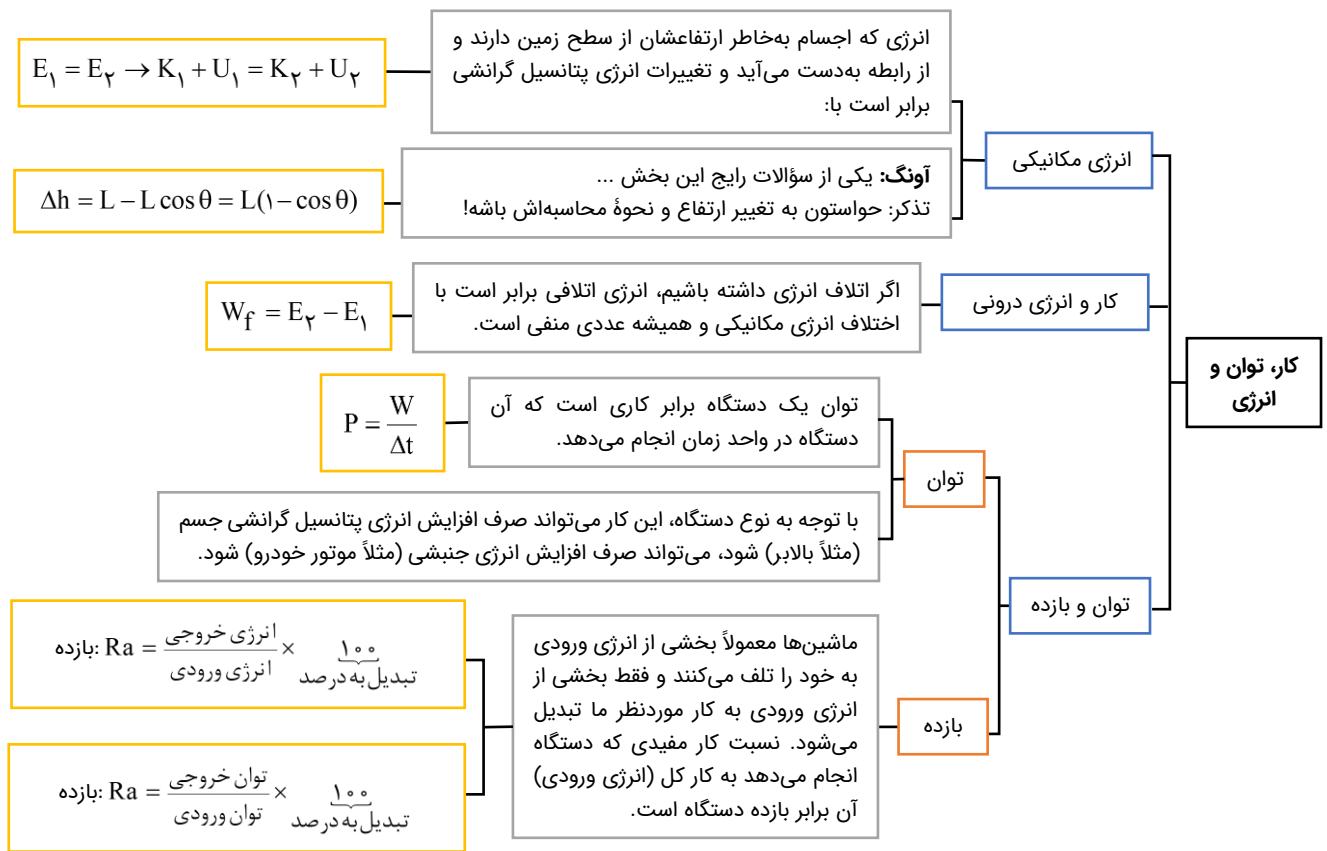 کار، توان و
انرژی
انرژی مکانیکی
انرژی که اجسام به‌خاطر ارتفاعشان از سطح زمین دارند و
از رابطه به‌دست می‌آید و تغییرات انرژی پتانسیل گرانشی
برابر است با:
E۱ = E۲ → K۱ + U۱ = K۲ + U۲
آونگ: یکی از سؤالات رایج این بخش ...
تذکر: حواستون به تغییر ارتفاع و نحوۀ محاسبه‌اش باشه!
Δh = L − L cos θ = L(۱ − cos θ)
کار و انرژی درونی
اگر اتلاف انرژی داشته باشیم، انرژی اتلافی برابر است با
اختلاف انرژی مکانیکی و همیشه عددی منفی است.
Wf = E۲ − E۱
توان و بازده
توان
توان یک دستگاه برابر کاری است که آن
دستگاه در واحد زمان انجام می‌دهد.
P = W / Δt
با توجه به نوع دستگاه، این کار می‌تواند صرف افزایش انرژی پتانسیل گرانشی جسم
(مثلاً بالابر) شود، می‌تواند صرف افزایش انرژی جنبشی (مثلاً موتور خودرو) شود.
بازده
ماشین‌ها معمولاً بخشی از انرژی ورودی
به خود را تلف می‌کنند و فقط بخشی از
انرژی ورودی به کار موردنظر ما تبدیل
می‌شود. نسبت کار مفیدی که دستگاه
انجام می‌دهد به کار کل (انرژی ورودی)
آن برابر بازده دستگاه است.
بازده: Ra = انرژی خروجی / انرژی ورودی × ۱۰۰
تبدیل به درصد
بازده: Ra = توان خروجی / توان ورودی × ۱۰۰
تبدیل به درصد